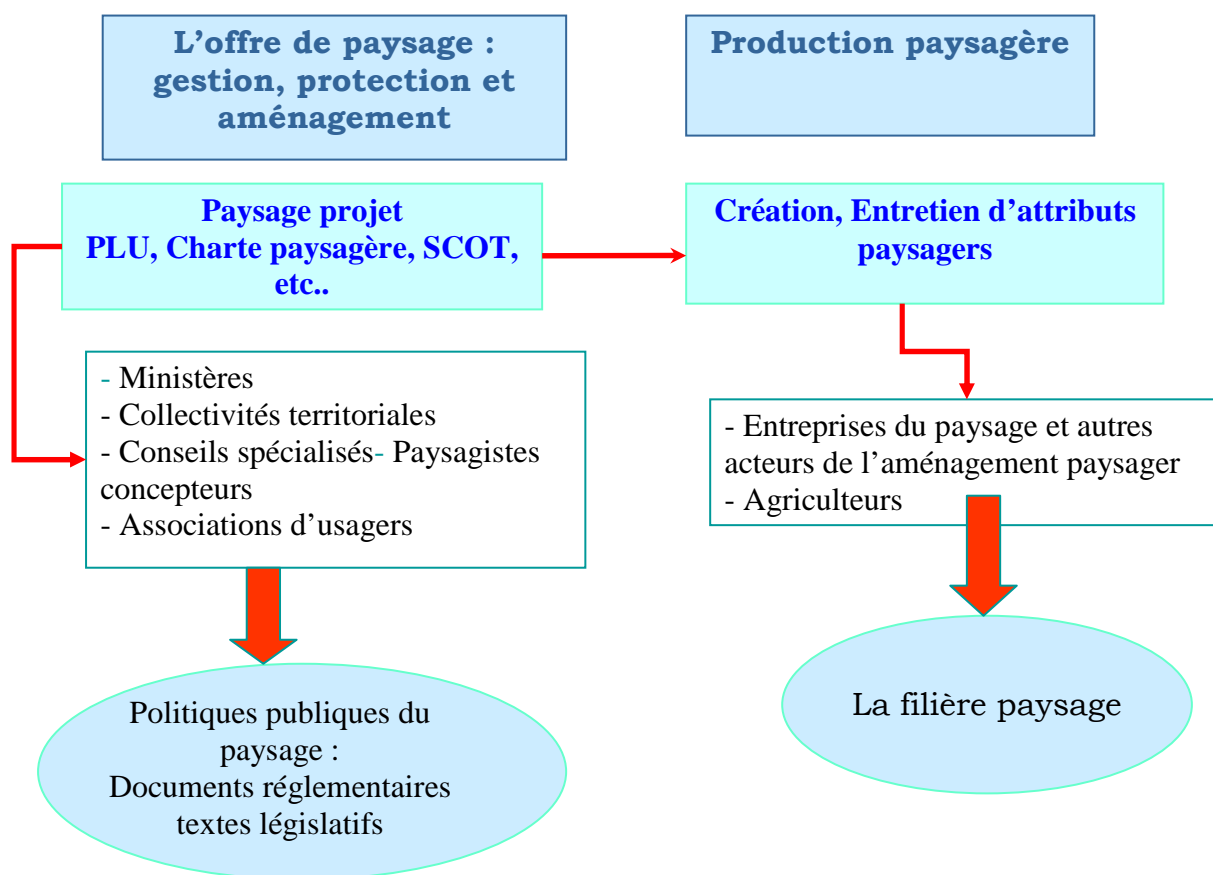 L'offre de paysage :
gestion, protection et
aménagement
Production paysagère
Paysage projet
PLU, Charte paysagère, SCOT,
etc..
Création, Entretien d'attributs
paysagers
- Ministères
- Collectivités territoriales
- Conseils spécialisés- Paysagistes
concepteurs
- Associations d'usagers
- Entreprises du paysage et autres
acteurs de l'aménagement paysager
- Agriculteurs
Politiques publiques du
paysage :
Documents réglementaires
textes législatifs
La filière paysage